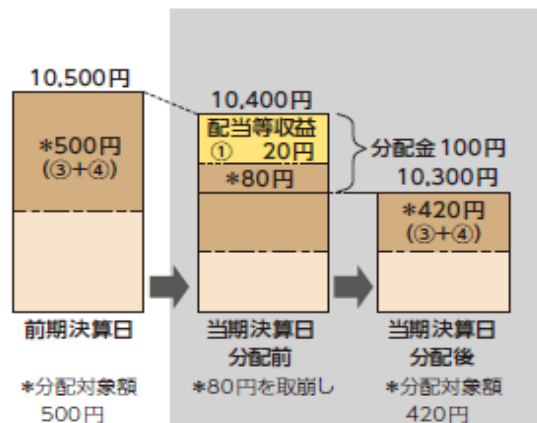 10,500円
*500円
(③+④)
前期決算日
*分配対象額
500円
10,400円
配当等収益
① 20円
*80円
分配金100円
当期決算日
分配前
*80円を取崩し
10,300円
*420円
(③+④)
当期決算日
分配後
*分配対象額
420円